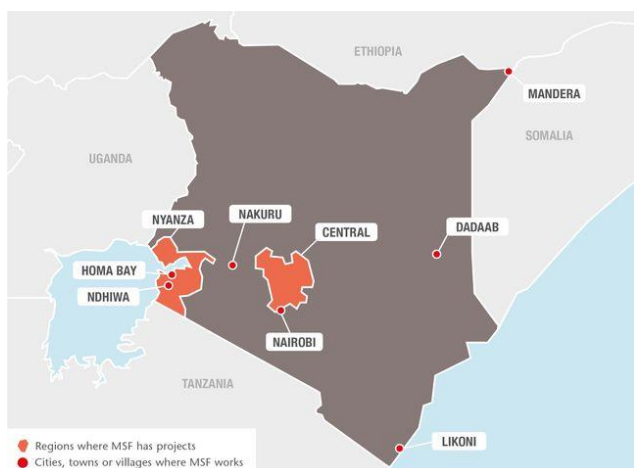 ETHIOPIA
MANDERA
SOMALIA
UGANDA
NYANZA
NAKURU
CENTRAL
DADAAB
HOMA BAY
NDHIWA
NAIROBI
TANZANIA
LIKONI
Regions where MSF has projects
Cities, towns or villages where MSF works